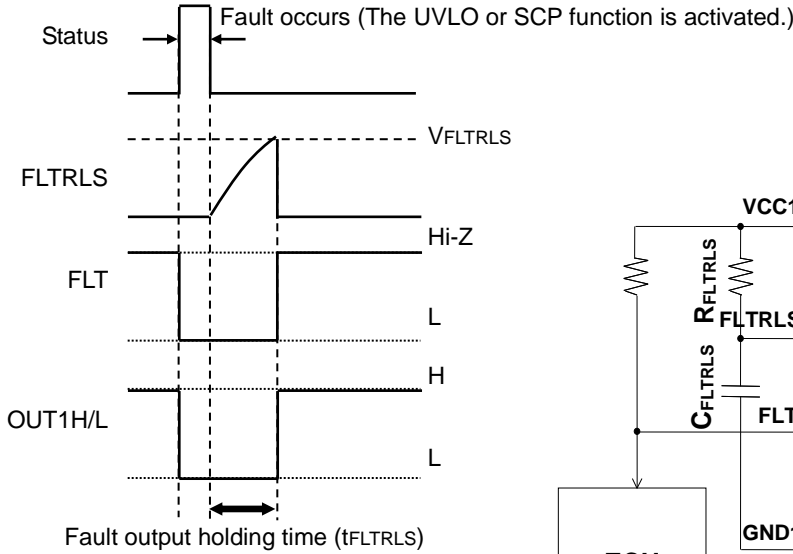 Fault occurs (The UVLO or SCP function is activated.)
Status
VFLTRLS
FLTRLS
Hi-Z
FLT
L
H
OUT1H/L
L
Fault output holding time (tFLTRLS)
VCC1
RFLTRLS
FLTRLS
CFLTRLS
FLT
GND1